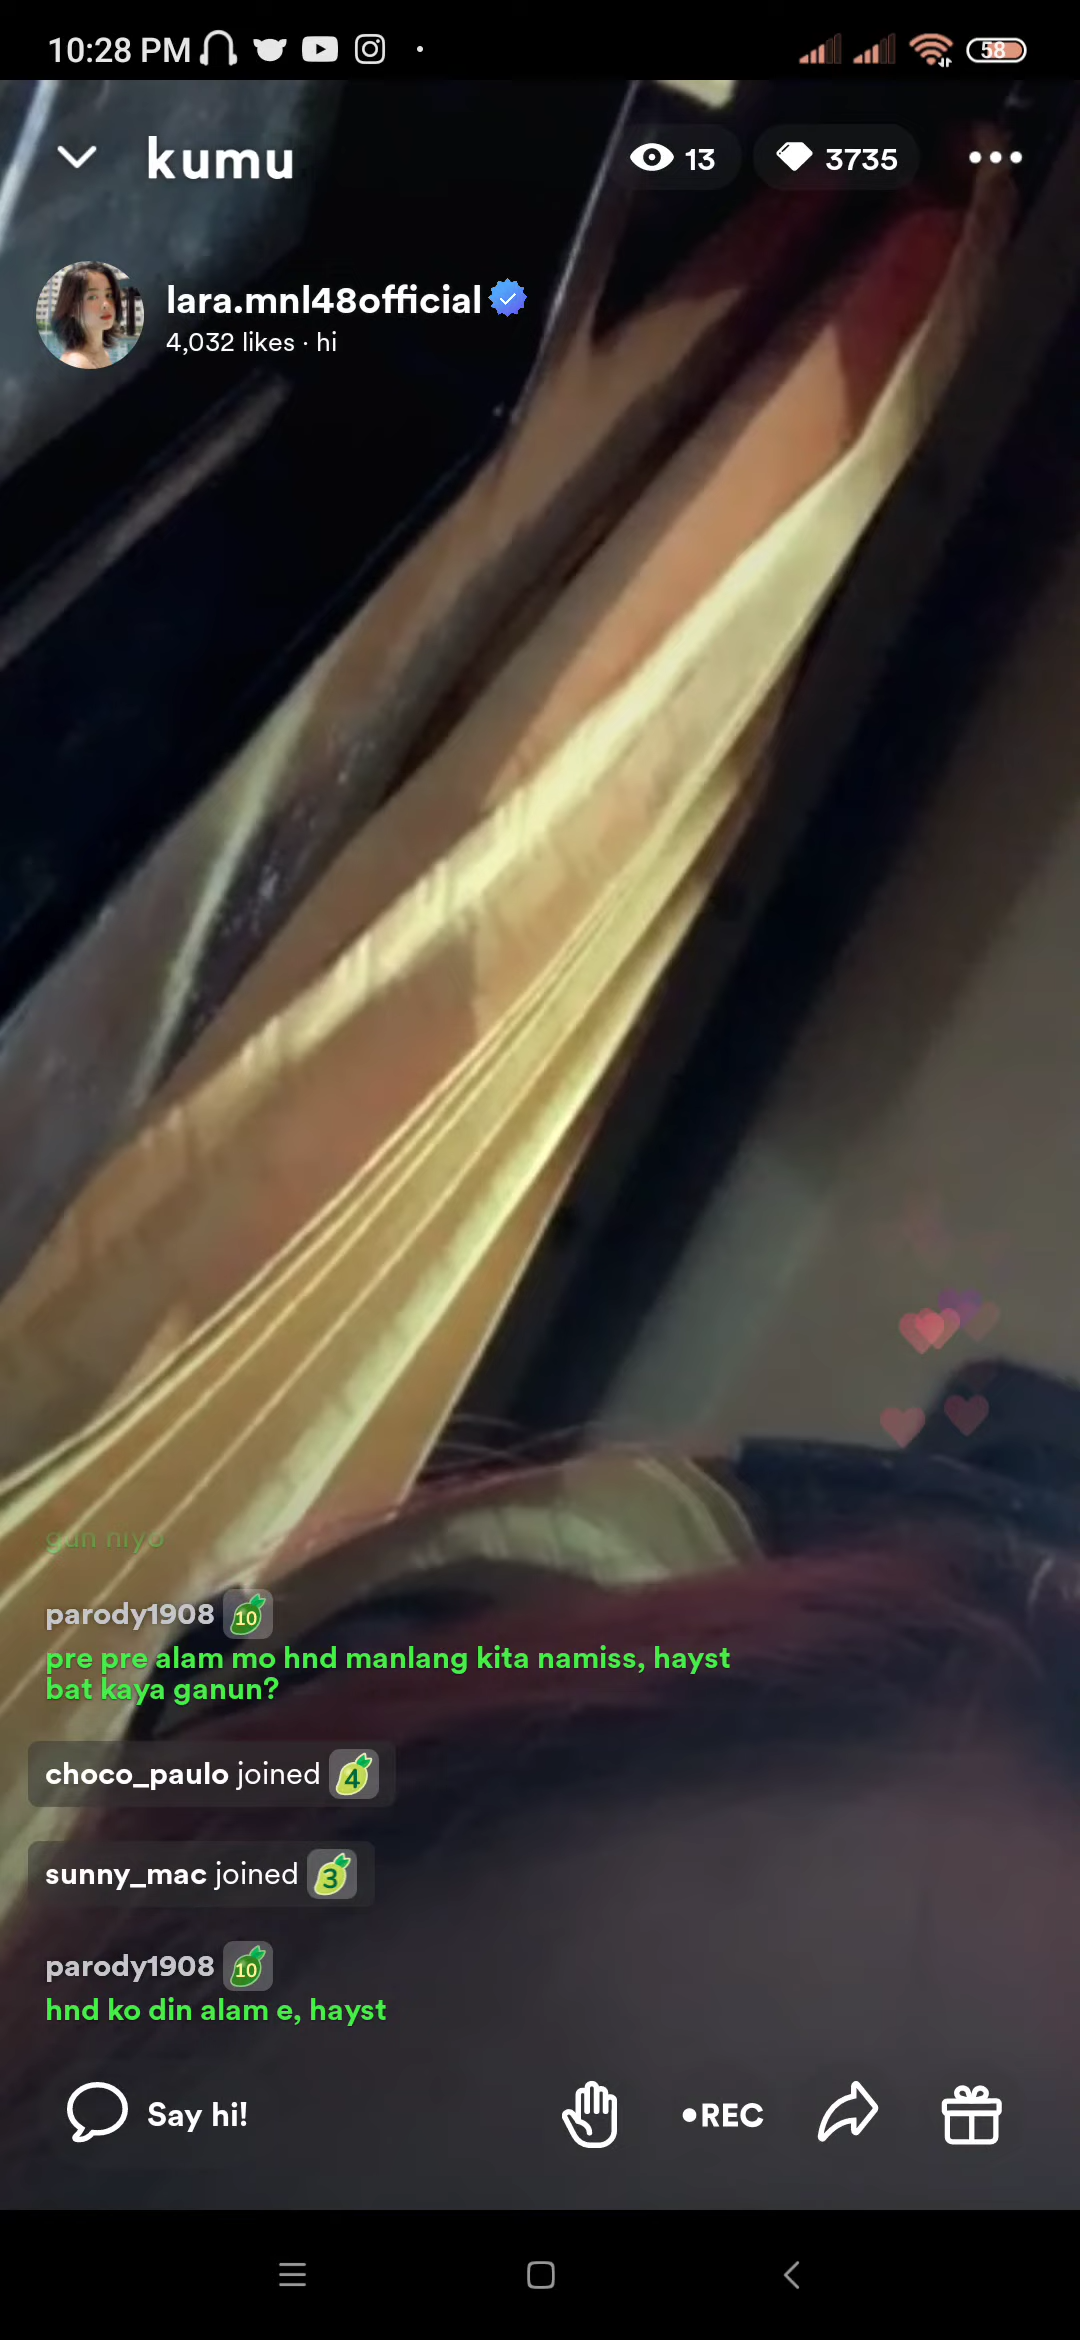 10:28 PM
58
kumu
13
3735
lara.mnl48official
4,032 likes · hi
gun niyo
parody1908 10
pre pre alam mo hnd manlang kita namiss, hayst
bat kaya ganun?
choco_paulo joined 4
sunny_mac joined 3
parody1908 10
hnd ko din alam e, hayst
Say hi!
•REC